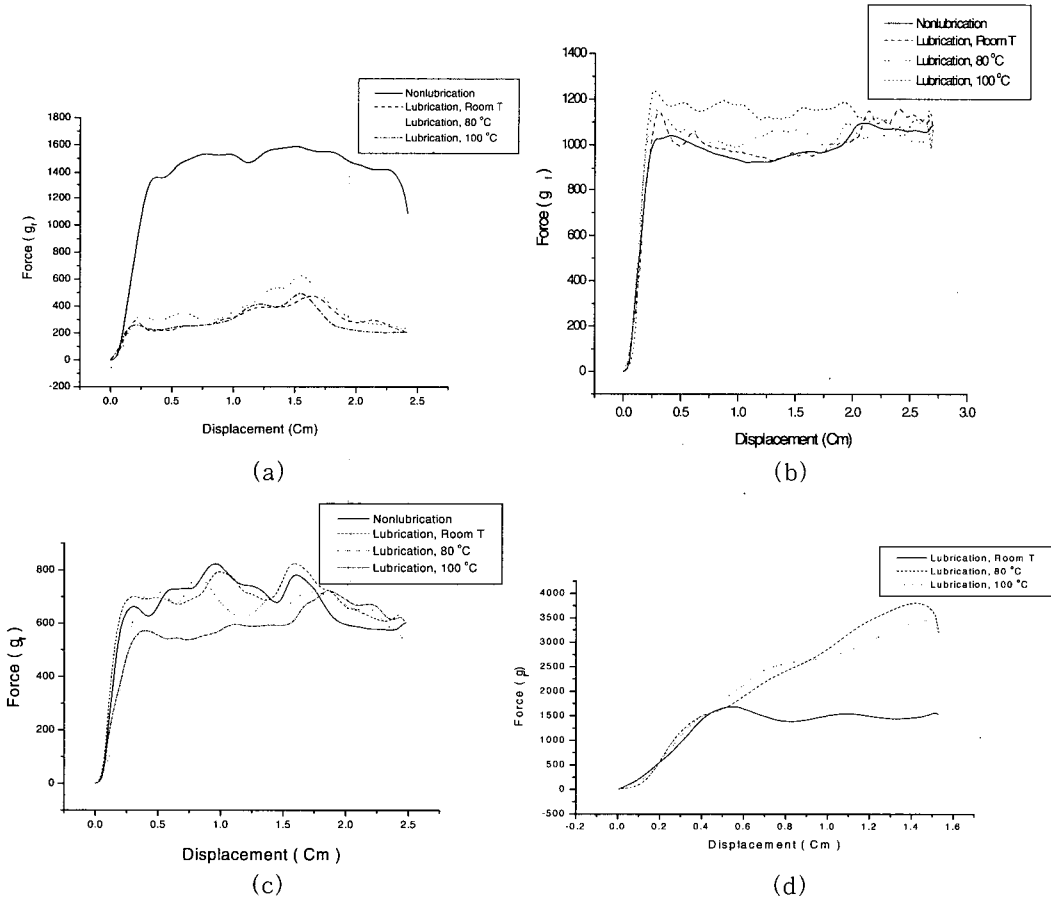 Nonlubrication
Lubrication, Room T
Lubrication, 80 °C
Lubrication, 100 °C
1800
1600
1400
1200
1000
800
600
400
200
0
-200
Force ( gf )
0.0 0.5 1.0 1.5 2.0 2.5
Displacement (Cm)
(a)
Nonlubrication
Lubrication, Room T
Lubrication, 80 °C
Lubrication, 100 °C
1400
1200
1000
800
600
400
200
0
Force ( g f )
0.0 0.5 1.0 1.5 2.0 2.5 3.0
Displacement (Cm)
(b)
Nonlubrication
Lubrication, Room T
Lubrication, 80 °C
Lubrication, 100 °C
800
600
400
200
0
Force ( gf )
0.0 0.5 1.0 1.5 2.0 2.5
Displacement ( Cm )
(c)
Lubrication, Room T
Lubrication, 80 °C
Lubrication, 100 °C
4000
3500
3000
2500
2000
1500
1000
500
0
-500
Force ( gf )
-0.2 0.0 0.2 0.4 0.6 0.8 1.0 1.2 1.4 1.6
Displacement ( Cm )
(d)